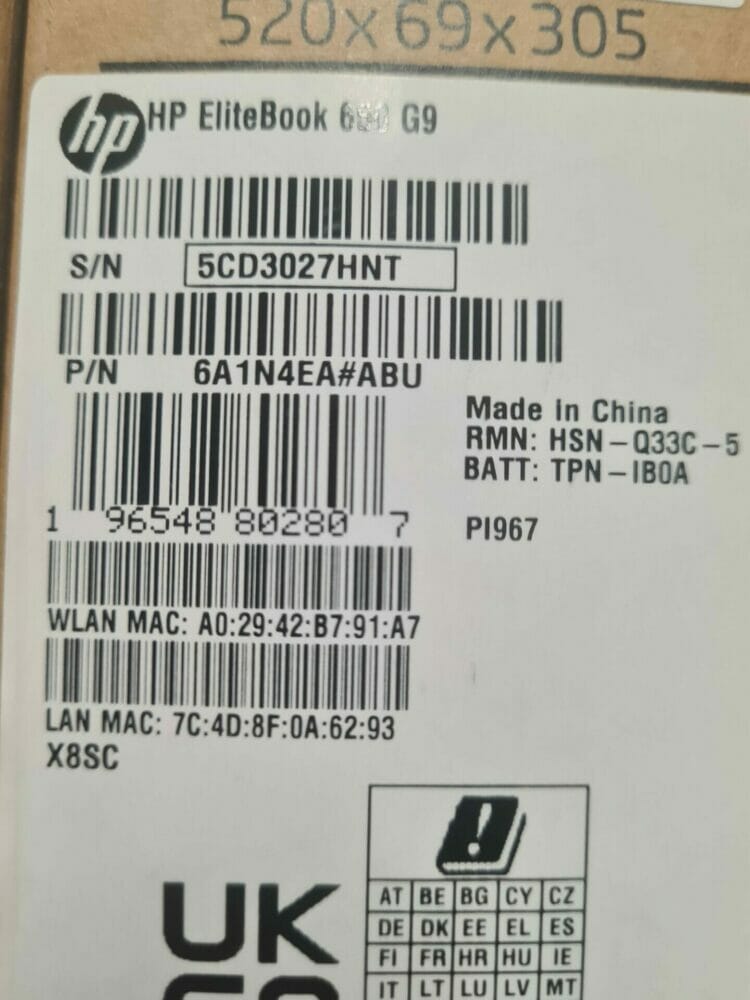 520x69x305
hp
HP EliteBook G9
S/N 5CD3027HNT
P/N 6A1N4EA#ABU
Made In China
RMN: HSN-Q33C-5
BATT: TPN-IB0A
1 96548 80280 7
PI967
WLAN MAC: A0:29:42:B7:91:A7
LAN MAC: 7C:4D:8F:0A:62:93
X8SC
UK
AT BE BG CY CZ
DE DK EE EL ES
FI FR HR HU IE
IT LT LU LV MT